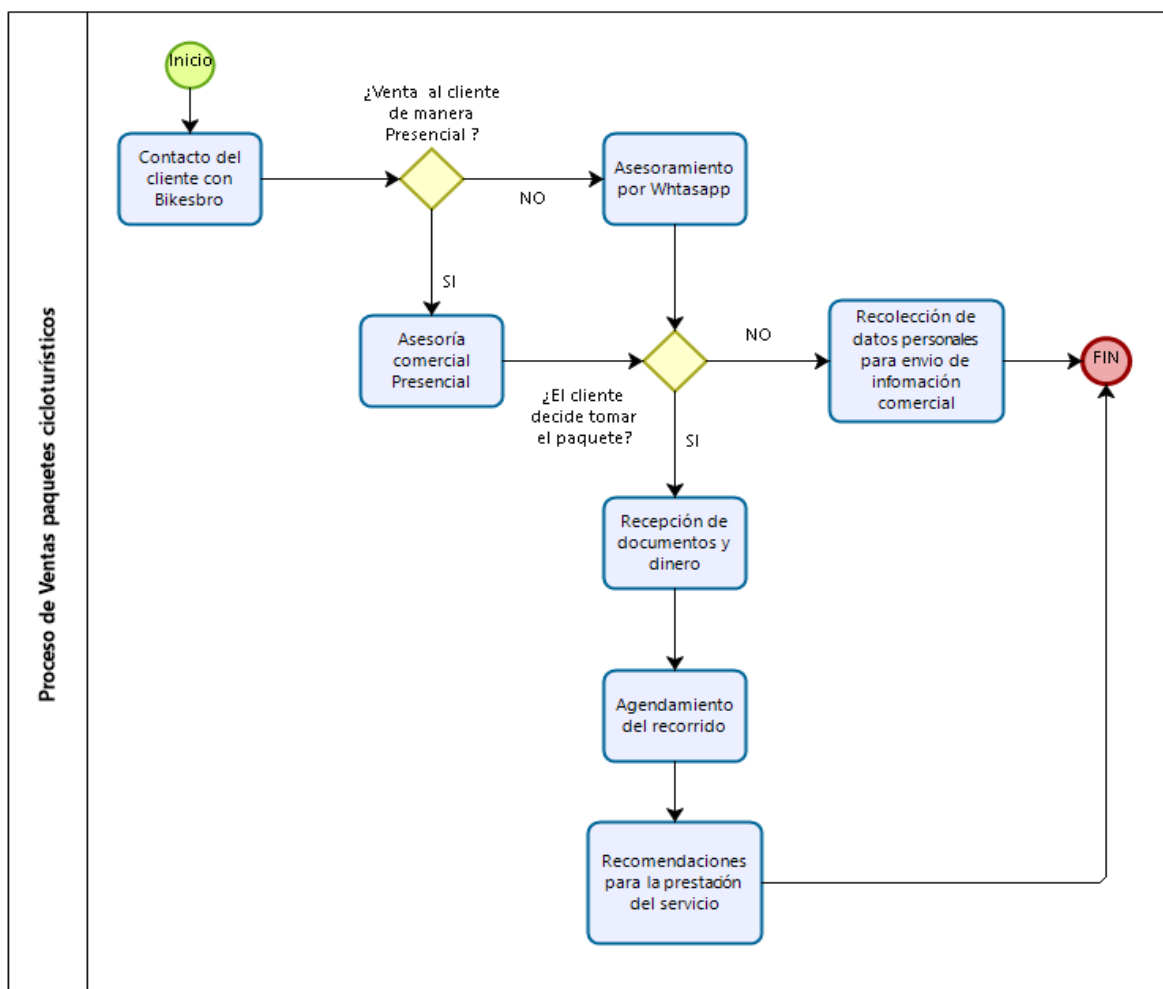 Proceso de Ventas paquetes cicloturísticos
Inicio
Contacto del
cliente con
Bikesbro
¿Venta al cliente
de manera
Presencial ?
NO
Asesoramiento
por Whtasapp
SI
Asesoría
comercial
Presencial
¿El cliente
decide tomar
el paquete?
NO
Recolección de
datos personales
para envio de
infomación
comercial
FIN
SI
Recepción de
documentos y
dinero
Agendamiento
del recorrido
Recomendaciones
para la prestación
del servicio